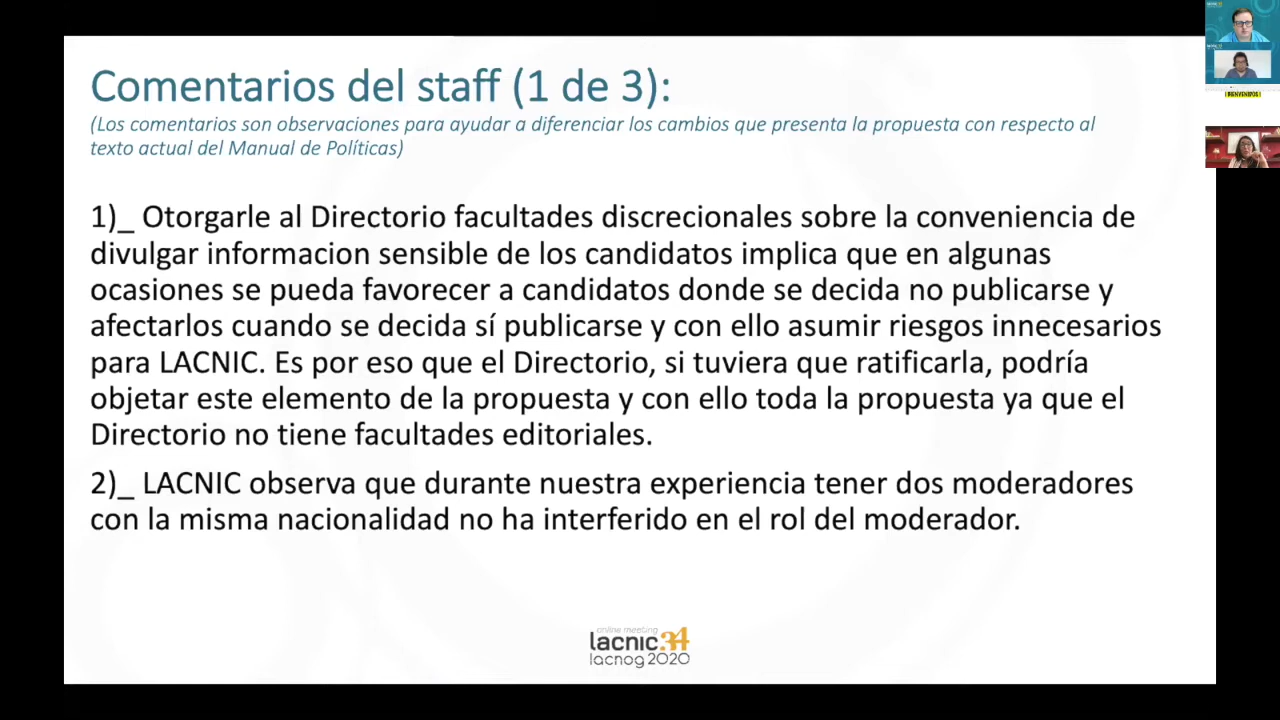 Comentarios del staff (1 de 3):
(Los comentarios son observaciones para ayudar a diferenciar los cambios que presenta la propuesta con respecto al
texto actual del Manual de Políticas)
1)_ Otorgarle al Directorio facultades discrecionales sobre la conveniencia de
divulgar informacion sensible de los candidatos implica que en algunas
ocasiones se pueda favorecer a candidatos donde se decida no publicarse y
afectarlos cuando se decida sí publicarse y con ello asumir riesgos innecesarios
para LACNIC. Es por eso que el Directorio, si tuviera que ratificarla, podría
objetar este elemento de la propuesta y con ello toda la propuesta ya que el
Directorio no tiene facultades editoriales.
2)_ LACNIC observa que durante nuestra experiencia tener dos moderadores
con la misma nacionalidad no ha interferido en el rol del moderador.
online meeting
lacnic 34
lacnog 2020
¡BIENVENIDOS!